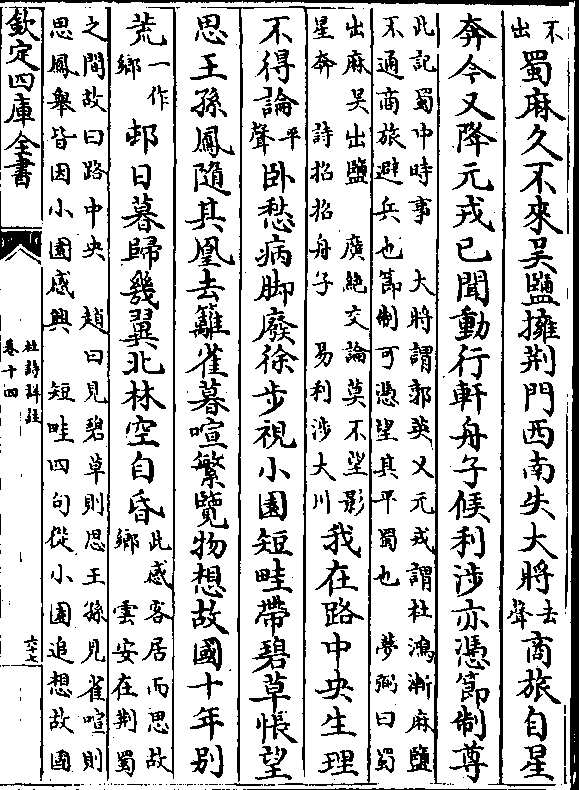 不出蜀麻久不來吳鹽擁荆門西南失大將去聲商旅自星
奔今又降元戎已聞動行軒舟子候利涉亦憑節制尊
此記蜀中時事 大將謂郭英乂元戎謂杜鴻漸麻鹽
不通商旅避兵也節制可憑望其平蜀也 夢弼曰蜀
出麻吳出鹽 廣絶交論莫不望影
星奔 詩招招舟子 易利涉大川
我在路中央生理
不得論平聲卧愁病脚廢徐步視小園短畦帶碧草悵望
思王孫鳳隨其凰去籬雀暮喧繁覽物想故國十年别
荒一作鄉邨日暮歸幾翼北林空自昏
此感客居而思故
鄉 雲安在荆蜀
之間故曰路中央 趙曰見碧草則思王孫見雀喧則
思鳳舉皆因小園感興 短畦四句從小園追想故國
欽定四庫全書
杜詩詳註
卷十四
六十七